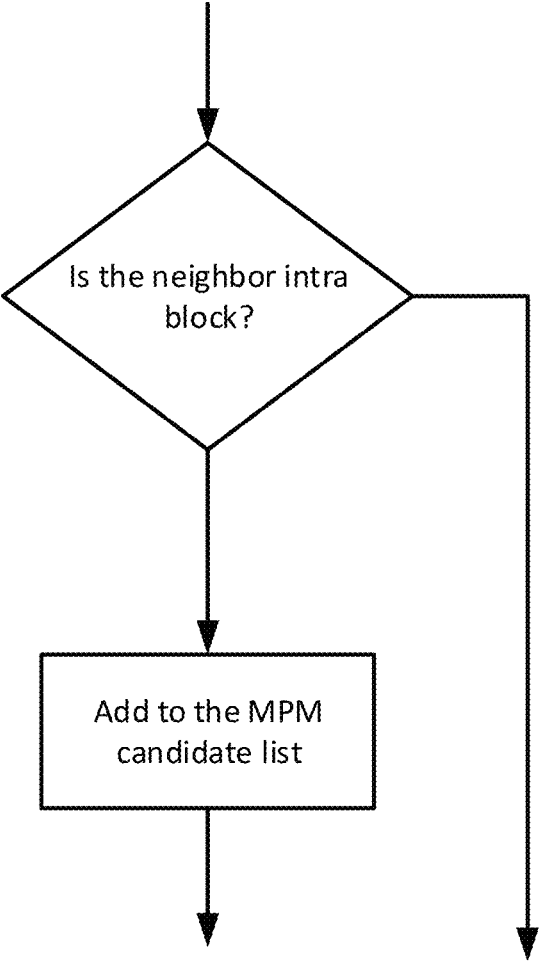 Is the neighbor intra
block?
Add to the MPM
candidate list